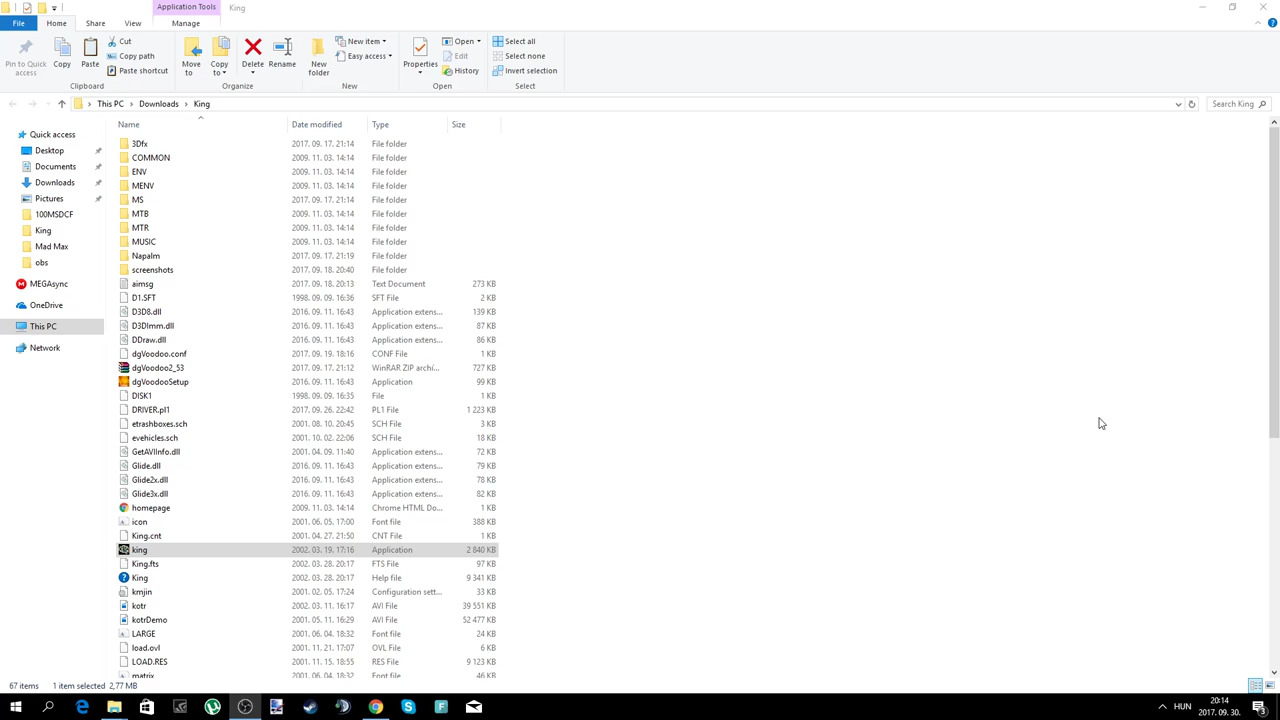 Application Tools King
File Home Share View Manage
Pin to Quick access
Copy
Paste
Cut
Copy path
Paste shortcut
Clipboard
Move to
Copy to
Delete
Rename
Organize
New folder
New item
Easy access
New
Properties
Open
Edit
History
Open
Select all
Select none
Invert selection
Select
This PC Downloads King
Search King
Quick access
Desktop
Documents
Downloads
Pictures
100MSDCF
King
Mad Max
obs
MEGAsync
OneDrive
This PC
Network
Name Date modified Type Size
3Dfx 2017. 09. 17. 21:14 File folder
COMMON 2009. 11. 03. 14:14 File folder
ENV 2009. 11. 03. 14:14 File folder
MENV 2009. 11. 03. 14:14 File folder
MS 2017. 09. 17. 21:14 File folder
MTB 2009. 11. 03. 14:14 File folder
MTR 2009. 11. 03. 14:14 File folder
MUSIC 2009. 11. 03. 14:14 File folder
Napalm 2017. 09. 17. 21:19 File folder
screenshots 2017. 09. 18. 20:40 File folder
aimsg 2017. 09. 18. 20:13 Text Document 273 KB
D1.SFT 1998. 09. 09. 16:36 SFT File 2 KB
D3D8.dll 2016. 09. 11. 16:43 Application extens... 139 KB
D3DImm.dll 2016. 09. 11. 16:43 Application extens... 87 KB
DDraw.dll 2016. 09. 11. 16:43 Application extens... 86 KB
dgVoodoo.conf 2017. 09. 19. 18:16 CONF File 1 KB
dgVoodoo2_53 2017. 09. 17. 21:12 WinRAR ZIP archí... 727 KB
dgVoodooSetup 2016. 09. 11. 16:43 Application 99 KB
DISK1 1998. 09. 09. 16:35 File 1 KB
DRIVER.pl1 2017. 09. 26. 22:42 PL1 File 1 223 KB
etrashboxes.sch 2001. 08. 10. 20:45 SCH File 3 KB
evehicles.sch 2001. 10. 02. 22:06 SCH File 18 KB
GetAVIInfo.dll 2001. 04. 09. 11:40 Application extens... 72 KB
Glide.dll 2016. 09. 11. 16:43 Application extens... 79 KB
Glide2x.dll 2016. 09. 11. 16:43 Application extens... 78 KB
Glide3x.dll 2016. 09. 11. 16:43 Application extens... 82 KB
homepage 2009. 11. 03. 14:14 Chrome HTML Do... 1 KB
icon 2001. 06. 05. 17:00 Font file 388 KB
King.cnt 2001. 04. 27. 21:50 CNT File 1 KB
king 2002. 03. 19. 17:16 Application 2 840 KB
King.fts 2002. 03. 28. 20:17 FTS File 97 KB
King 2002. 03. 28. 20:17 Help file 9 341 KB
kmjin 2001. 02. 05. 17:24 Configuration sett... 33 KB
kotr 2002. 03. 11. 16:17 AVI File 39 551 KB
kotrDemo 2001. 05. 11. 16:29 AVI File 52 477 KB
LARGE 2001. 06. 04. 18:32 Font file 24 KB
load.ovl 2001. 11. 21. 17:07 OVL File 6 KB
LOAD.RES 2001. 11. 15. 18:55 RES File 9 123 KB
matrix 2001. 06. 04. 18:32 Font file 46 KB
67 items 1 item selected 2,77 MB
HUN
20:14
2017. 09. 30.
3